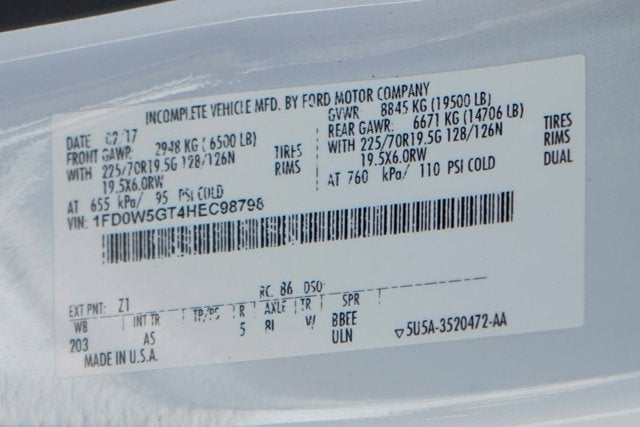 INCOMPLETE VEHICLE MFD. BY FORD MOTOR COMPANY
DATE 02/17 GVWR 8845 KG (19500 LB)
FRONT GAWR: 2948 KG (6500 LB) REAR GAWR: 6671 KG (14706 LB)
WITH 225/70R19.5G 128/126N TIRES WITH 225/70R19.5G 128/126N TIRES
19.5X6.0RW RIMS 19.5X6.0RW RIMS
AT 655 kPa/ 95 PSI COLD AT 760 kPa/ 110 PSI COLD DUAL
VIN: 1FD0W5GT4HEC98798
EXT PNT: Z1 RC: 86 DSO:
WB INT TR TP/PS R AXLE TR SPR
203 AS 5 BBEE
ULN 5U5A-3520472-AA
MADE IN U.S.A.